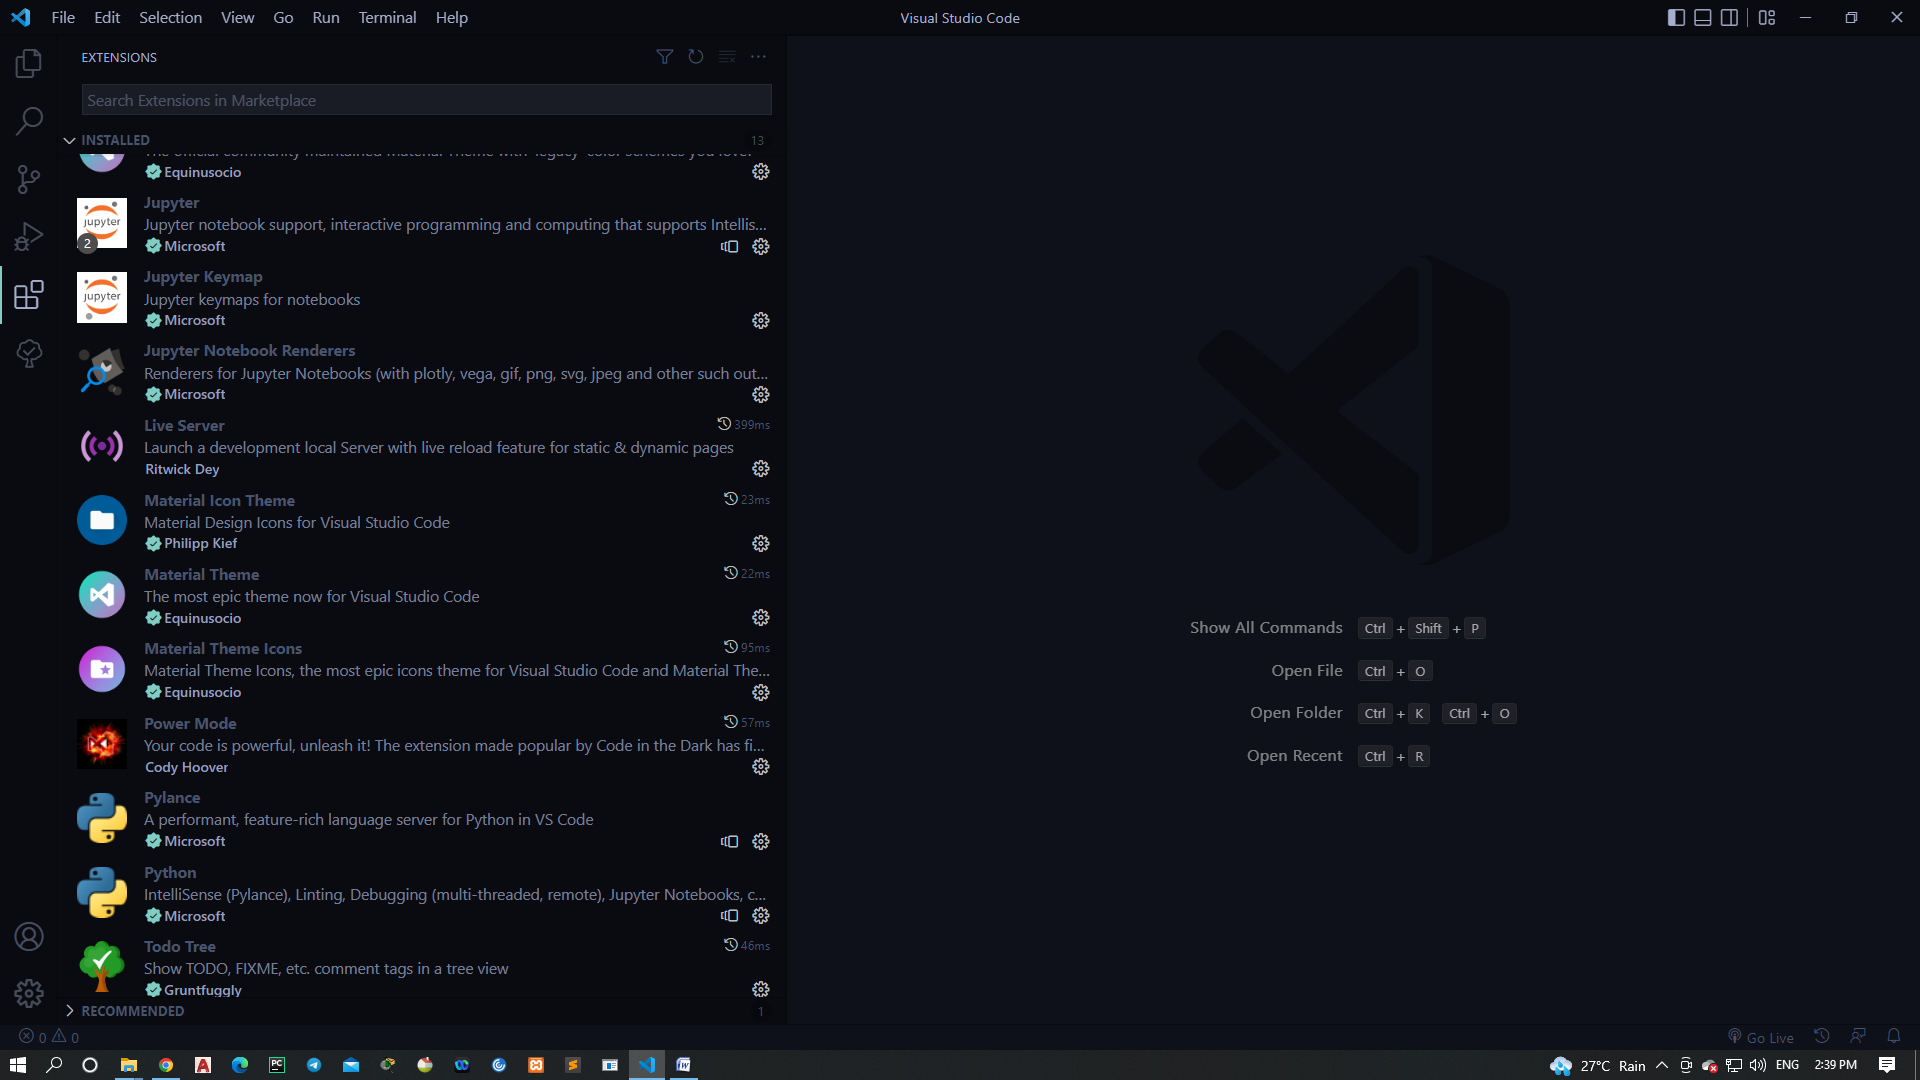 File Edit Selection View Go Run Terminal Help
Visual Studio Code
EXTENSIONS
Search Extensions in Marketplace
INSTALLED 13
Equinusocio
Jupyter
Jupyter notebook support, interactive programming and computing that supports Intellis...
2
Microsoft
Jupyter Keymap
Jupyter keymaps for notebooks
Microsoft
Jupyter Notebook Renderers
Renderers for Jupyter Notebooks (with plotly, vega, gif, png, svg, jpeg and other such out...
Microsoft
Live Server 399ms
Launch a development local Server with live reload feature for static & dynamic pages
Ritwick Dey
Material Icon Theme 23ms
Material Design Icons for Visual Studio Code
Philipp Kief
Material Theme 22ms
The most epic theme now for Visual Studio Code
Equinusocio
Material Theme Icons 95ms
Material Theme Icons, the most epic icons theme for Visual Studio Code and Material The...
Equinusocio
Power Mode 57ms
Your code is powerful, unleash it! The extension made popular by Code in the Dark has fi...
Cody Hoover
Pylance
A performant, feature-rich language server for Python in VS Code
Microsoft
Python
IntelliSense (Pylance), Linting, Debugging (multi-threaded, remote), Jupyter Notebooks, c...
Microsoft
Todo Tree 46ms
Show TODO, FIXME, etc. comment tags in a tree view
Gruntfuggly
RECOMMENDED 1
Show All Commands Ctrl + Shift + P
Open File Ctrl + O
Open Folder Ctrl + K Ctrl + O
Open Recent Ctrl + R
0 0
Go Live
27°C Rain ENG 2:39 PM